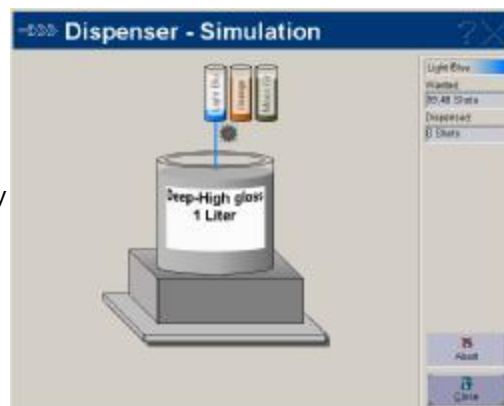 Dispenser - Simulation
Light Blue
Orange
Deep-High gloss
1 Liter
Light Blue
Wanted
Dispensed
0 Shots
Abort
Close
y